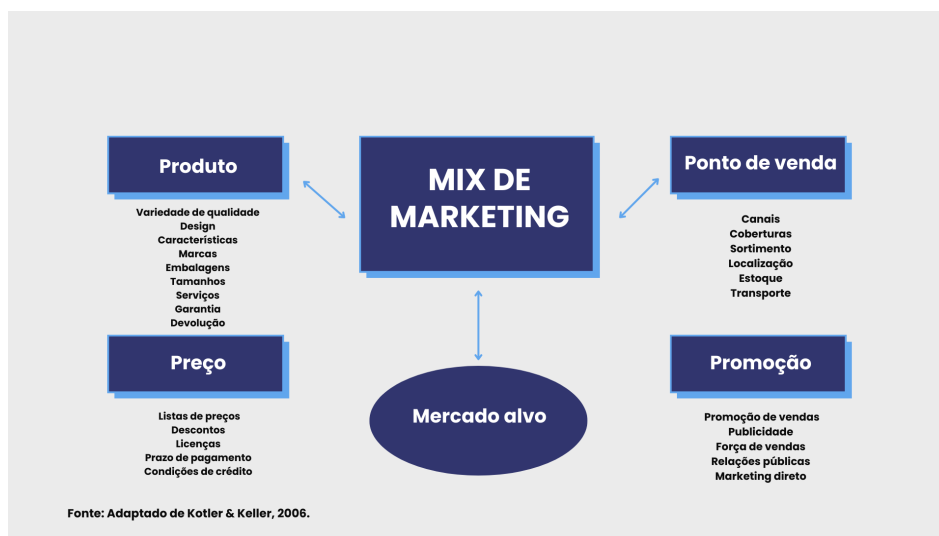 Produto
Variedade de qualidade
Design
Características
Marcas
Embalagens
Tamanhos
Serviços
Garantia
Devolução
Preço
Listas de preços
Descontos
Licenças
Prazo de pagamento
Condições de crédito
MIX DE
MARKETING
Mercado alvo
Ponto de venda
Canais
Coberturas
Sortimento
Localização
Estoque
Transporte
Promoção
Promoção de vendas
Publicidade
Força de vendas
Relações públicas
Marketing direto
Fonte: Adaptado de Kotler & Keller, 2006.